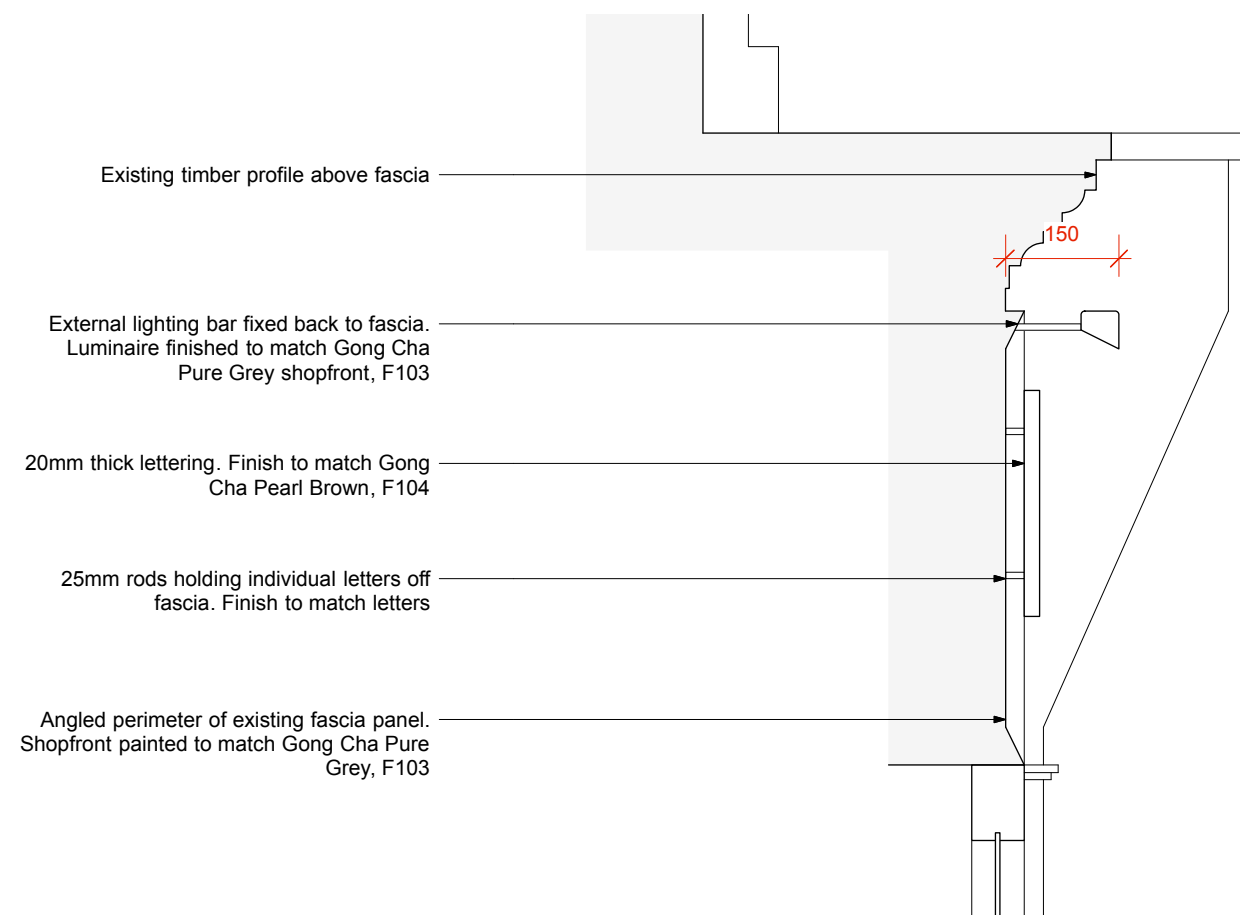 Existing timber profile above fascia
150
External lighting bar fixed back to fascia.
Luminaire finished to match Gong Cha
Pure Grey shopfront, F103
20mm thick lettering. Finish to match Gong
Cha Pearl Brown, F104
25mm rods holding individual letters off
fascia. Finish to match letters
Angled perimeter of existing fascia panel.
Shopfront painted to match Gong Cha Pure
Grey, F103